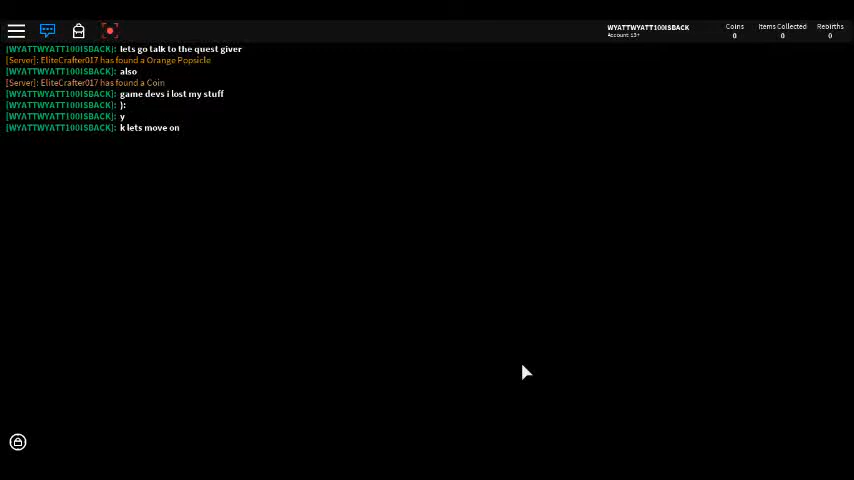 WYATTWYATT100ISBACK
Account: 13+
Coins
0
Items Collected
0
Rebirths
0
[WYATTWYATT100ISBACK]: lets go talk to the quest giver
[Server]: EliteCrafter017 has found a Orange Popsicle
[WYATTWYATT100ISBACK]: also
[Server]: EliteCrafter017 has found a Coin
[WYATTWYATT100ISBACK]: game devs i lost my stuff
[WYATTWYATT100ISBACK]: ):
[WYATTWYATT100ISBACK]: y
[WYATTWYATT100ISBACK]: k lets move on